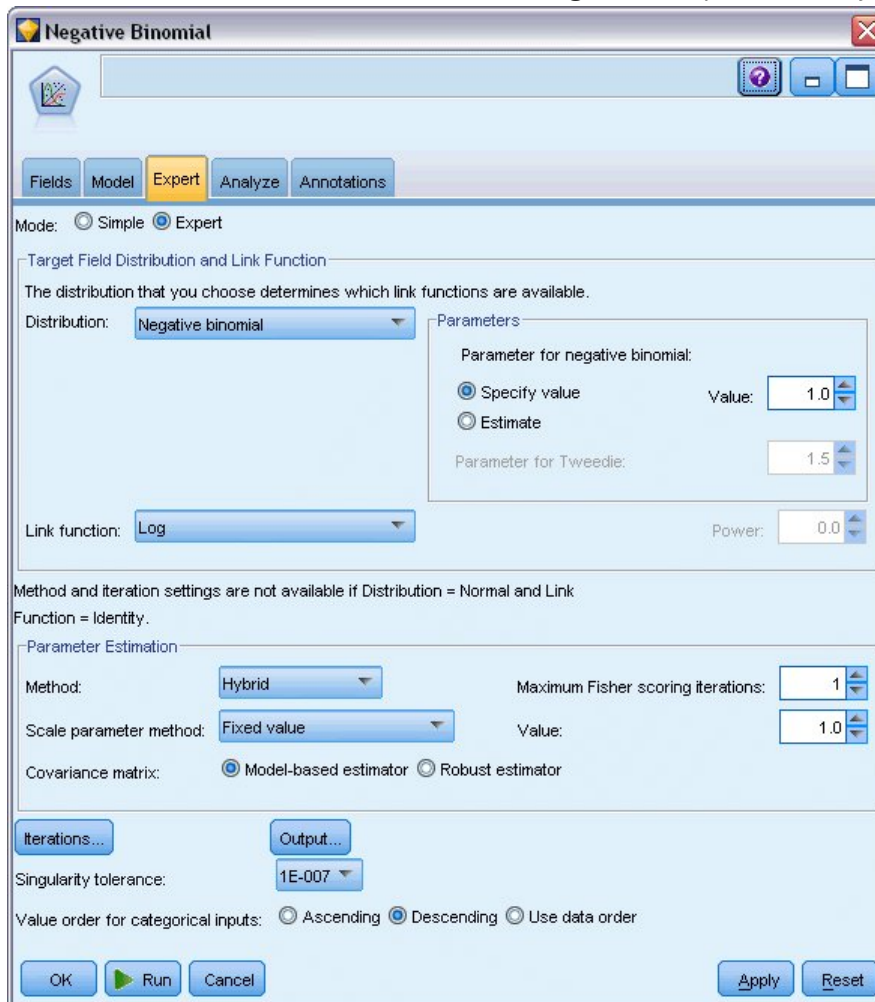 Negative Binomial
Fields Model Expert Analyze Annotations
Mode: Simple Expert
Target Field Distribution and Link Function
The distribution that you choose determines which link functions are available.
Distribution: Negative binomial
Parameters
Parameter for negative binomial:
Specify value Value: 1.0
Estimate
Parameter for Tweedie: 1.5
Link function: Log Power: 0.0
Method and iteration settings are not available if Distribution = Normal and Link
Function = Identity.
Parameter Estimation
Method: Hybrid Maximum Fisher scoring iterations: 1
Scale parameter method: Fixed value Value: 1.0
Covariance matrix: Model-based estimator Robust estimator
Iterations... Output...
Singularity tolerance: 1E-007
Value order for categorical inputs: Ascending Descending Use data order
OK Run Cancel Apply Reset